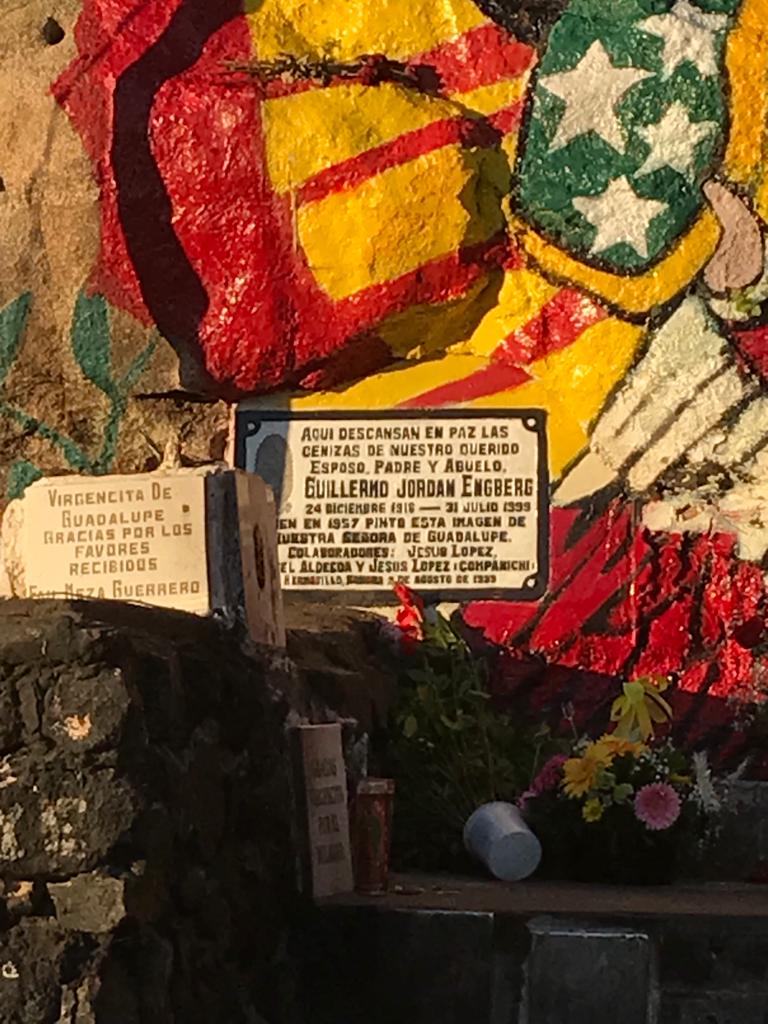 AQUI DESCANSAN EN PAZ LAS
CENIZAS DE NUESTRO QUERIDO
ESPOSO, PADRE Y ABUELO,
GUILLERMO JORDAN ENGBERG
24 DICIEMBRE 1916 — 31 JULIO 1999
EN 1957 PINTO ESTA IMAGEN DE
UESTRA SEÑORA DE GUADALUPE.
COLABORADORES: JESUS LOPEZ,
EL ALDECOA Y JESUS LOPEZ (COMPANICHI
HERMOSILLO, SONORA 9 DE AGOSTO DE 1999
VIRGENCITA DE
GUADALUPE
GRACIAS POR LOS
FAVORES
RECIBIDOS
MEZA GUERRERO